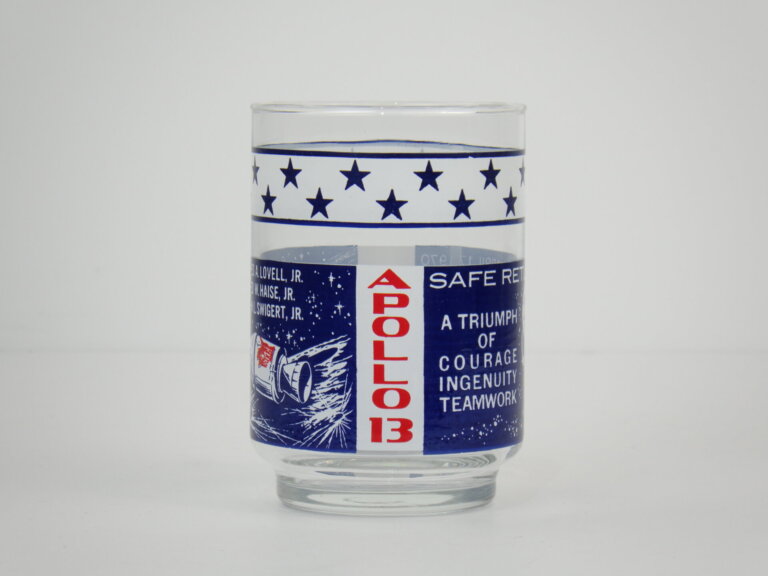 A. LOVELL, JR.
W. HAISE, JR.
L. SWIGERT, JR.
APOLLO
13
SAFE RET
A TRIUMPH
OF
COURAGE
INGENUITY
TEAMWORK